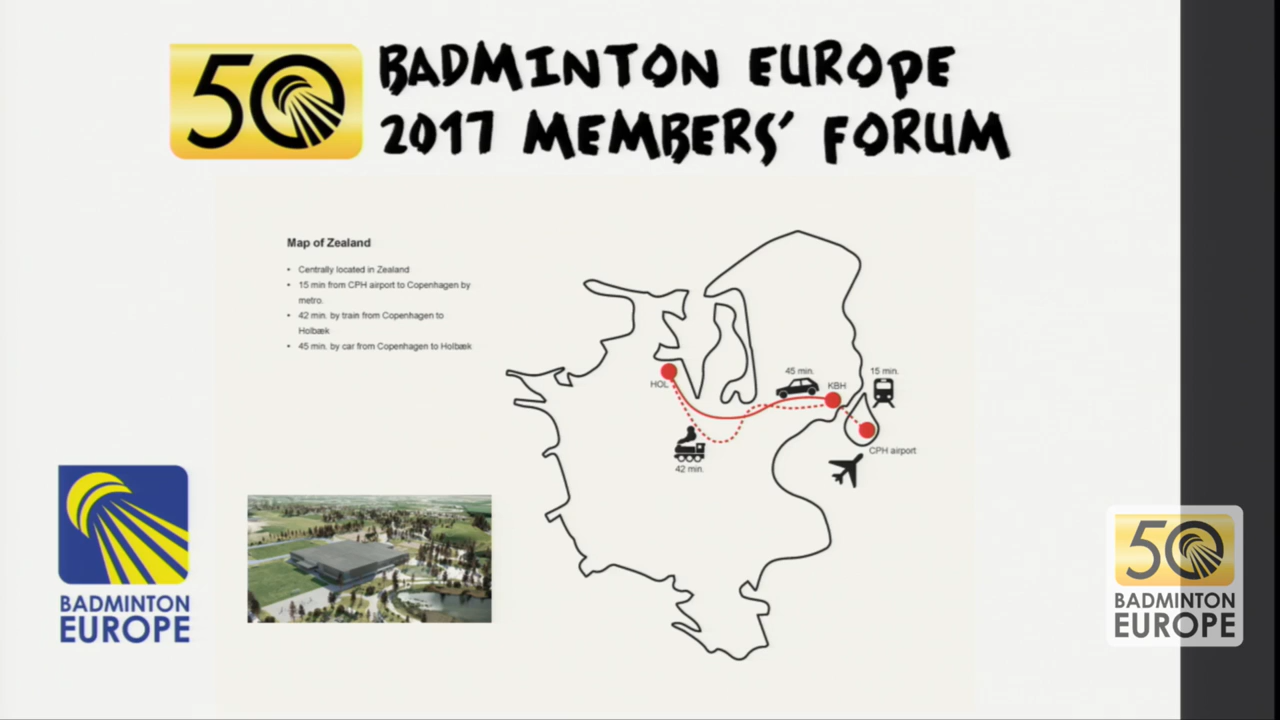 50 BADMINTON EUROPE
2017 MEMBERS' FORUM
Map of Zealand
• Centrally located in Zealand
• 15 min from CPH airport to Copenhagen by
metro.
• 42 min. by train from Copenhagen to
Holbæk
• 45 min. by car from Copenhagen to Holbæk
45 min.
15 min.
HOL
KBH
CPH airport
42 min.
BADMINTON
EUROPE
50
BADMINTON
EUROPE